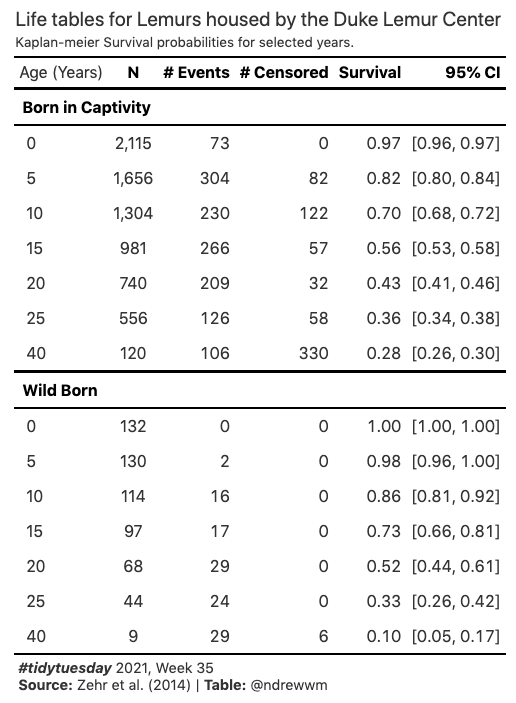 Life tables for Lemurs housed by the Duke Lemur Center
Kaplan-meier Survival probabilities for selected years.
Age (Years) N # Events # Censored Survival 95% CI
Born in Captivity
0 2,115 73 0 0.97 [0.96, 0.97]
5 1,656 304 82 0.82 [0.80, 0.84]
10 1,304 230 122 0.70 [0.68, 0.72]
15 981 266 57 0.56 [0.53, 0.58]
20 740 209 32 0.43 [0.41, 0.46]
25 556 126 58 0.36 [0.34, 0.38]
40 120 106 330 0.28 [0.26, 0.30]
Wild Born
0 132 0 0 1.00 [1.00, 1.00]
5 130 2 0 0.98 [0.96, 1.00]
10 114 16 0 0.86 [0.81, 0.92]
15 97 17 0 0.73 [0.66, 0.81]
20 68 29 0 0.52 [0.44, 0.61]
25 44 24 0 0.33 [0.26, 0.42]
40 9 29 6 0.10 [0.05, 0.17]
#tidytuesday 2021, Week 35
Source: Zehr et al. (2014) | Table: @ndrewwm